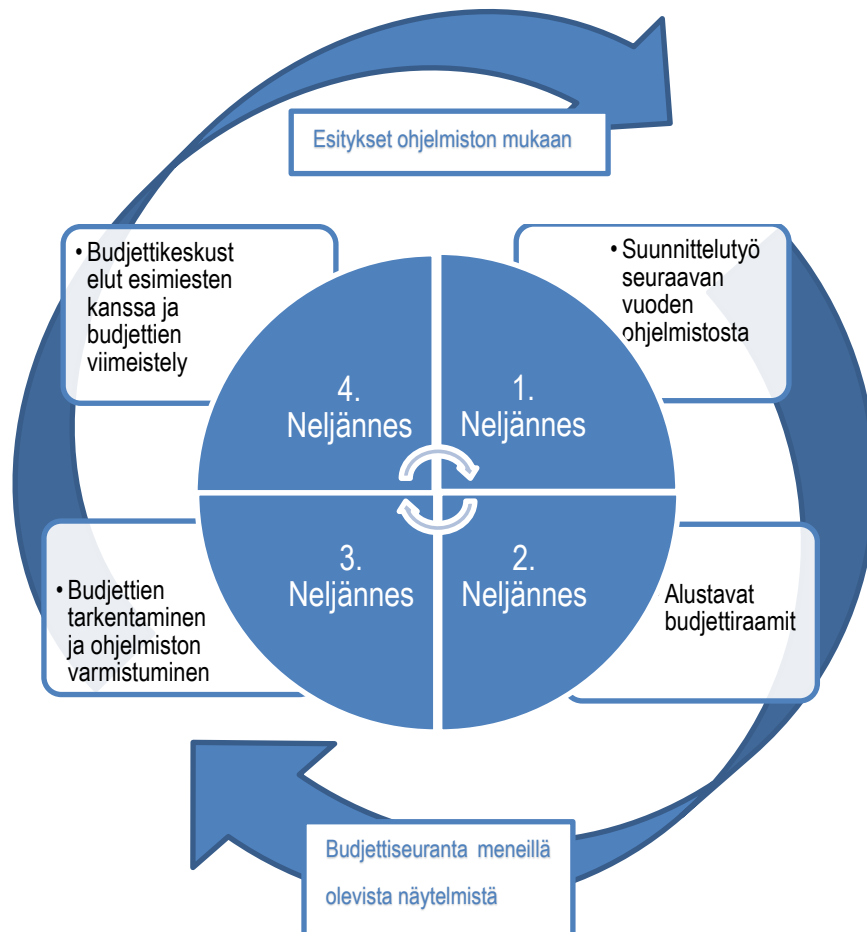 Esitykset ohjelmiston mukaan
• Budjettikeskust
elut esimiesten
kanssa ja
budjettien
viimeistely
• Suunnittelutyö
seuraavan
vuoden
ohjelmistosta
4.
Neljännes
1.
Neljännes
3.
Neljännes
2.
Neljännes
• Budjettien
tarkentaminen
ja ohjelmiston
varmistuminen
Alustavat
budjettiraamit
Budjettiseuranta meneillä
olevista näytelmistä